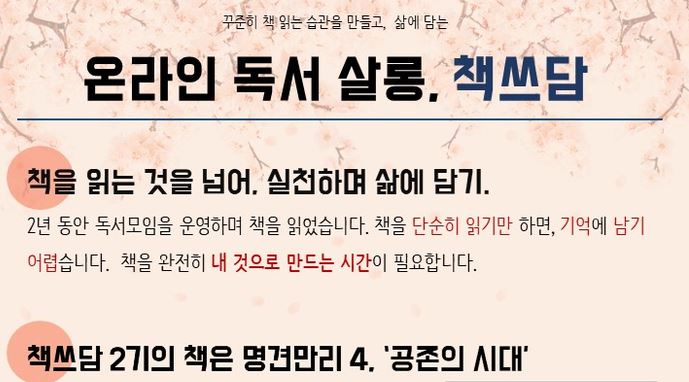 꾸준히 책 읽는 습관을 만들고, 삶에 담는
온라인 독서 살롱, 책쓰담
책을 읽는 것을 넘어, 실천하며 삶에 담기.
2년 동안 독서모임을 운영하며 책을 읽었습니다. 책을 단순히 읽기만 하면, 기억에 남기
어렵습니다. 책을 완전히 내 것으로 만드는 시간이 필요합니다.
책쓰담 2기의 책은 명견만리 4, '공존의 시대'